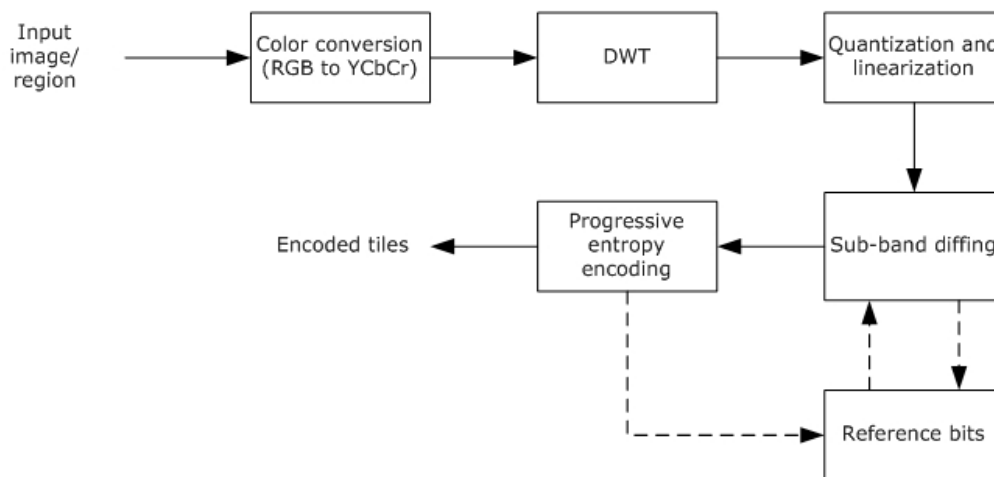 Input
image/
region
Color conversion
(RGB to YCbCr)
DWT
Quantization and
linearization
Encoded tiles
Progressive
entropy
encoding
Sub-band diffing
Reference bits